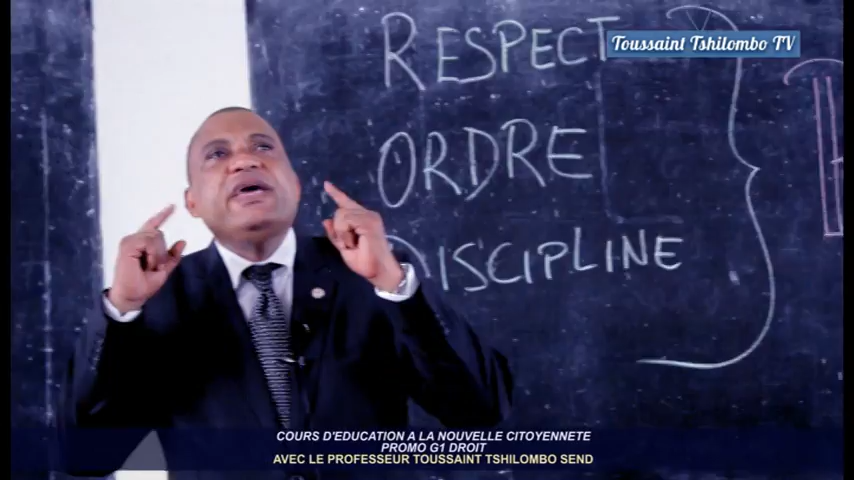 RESPECT
Toussaint Tshilombo TV
ORDRE
DISCIPLINE
COURS D'EDUCATION A LA NOUVELLE CITOYENNETE
PROMO G1 DROIT
AVEC LE PROFESSEUR TOUSSAINT TSHILOMBO SEND